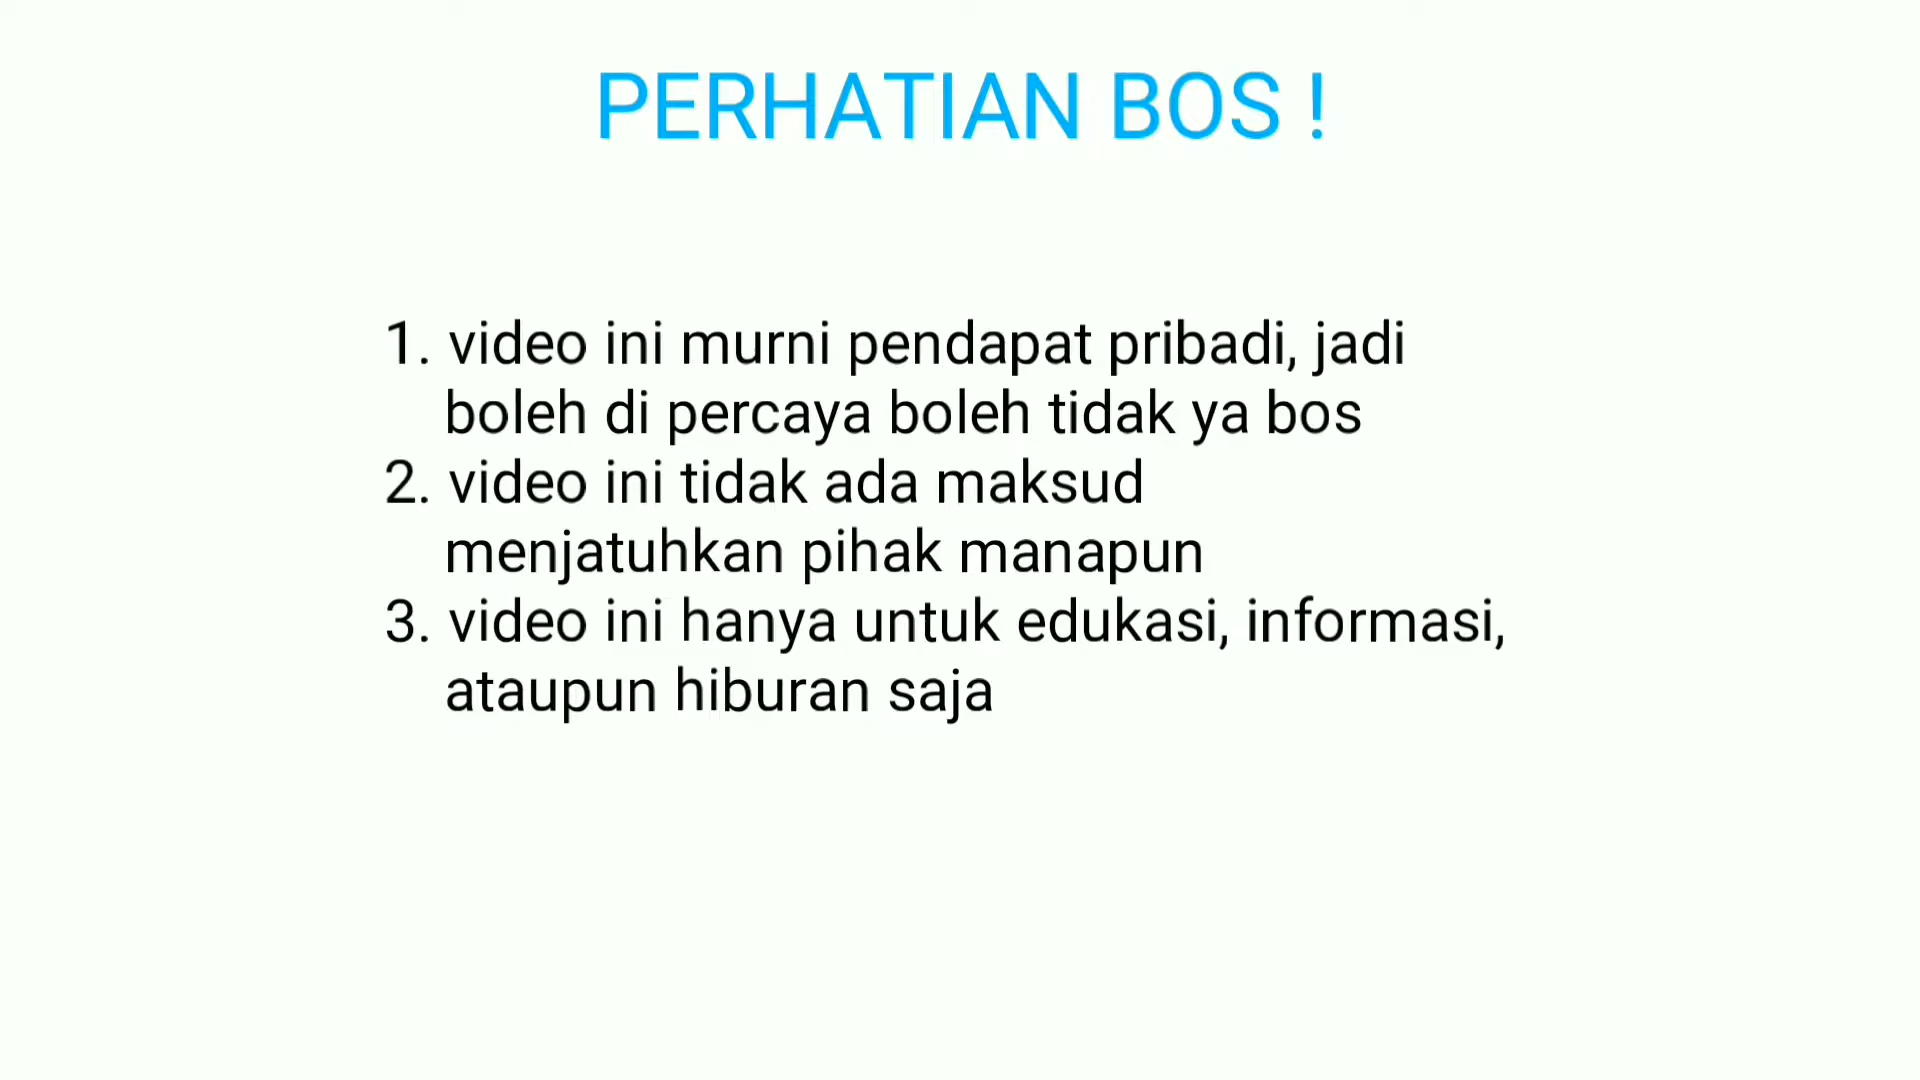 PERHATIAN BOS !
1. video ini murni pendapat pribadi, jadi
boleh di percaya boleh tidak ya bos
2. video ini tidak ada maksud
menjatuhkan pihak manapun
3. video ini hanya untuk edukasi, informasi,
ataupun hiburan saja